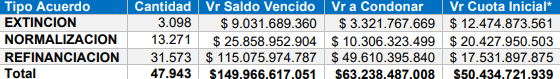 Tipo Acuerdo Cantidad Vr Saldo Vencido Vr a Condonar Vr Cuota Inicial*
EXTINCION 3.098 $ 9.031.689.360 $ 3.321.767.669 $ 12.474.873.561
NORMALIZACION 13.271 $ 25.858.952.904 $ 10.306.323.499 $ 20.427.950.503
REFINANCIACION 31.573 $ 115.075.974.787 $ 49.610.395.840 $ 17.531.897.875
Total 47.943 $149.966.617.051 $63.238.487.008 $50.434.721.939